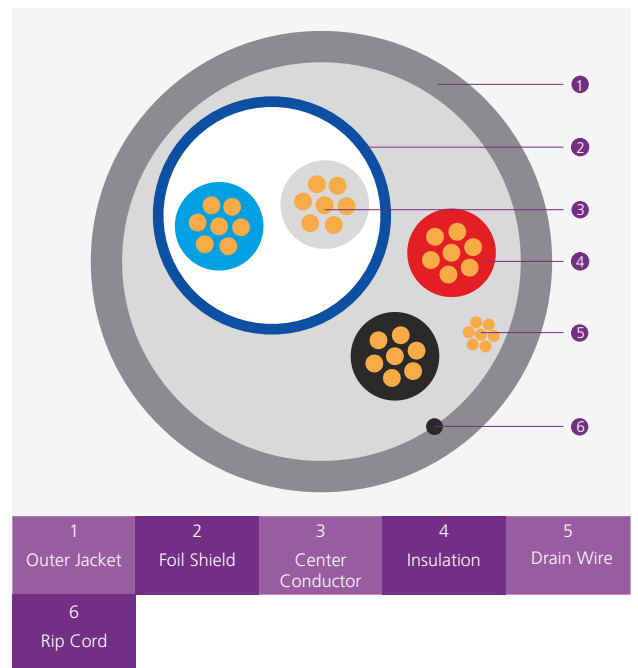 1
2
3
4
5
6
1
Outer Jacket
2
Foil Shield
3
Center
Conductor
4
Insulation
5
Drain Wire
6
Rip Cord